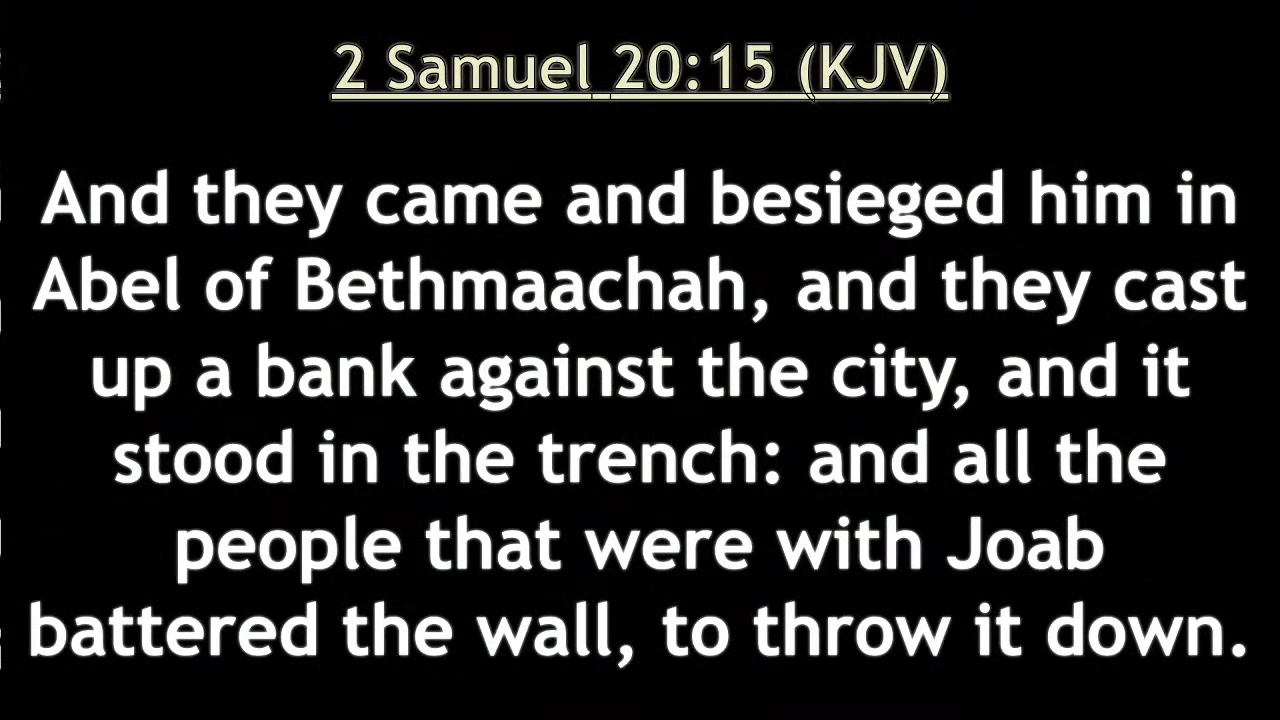 2 Samuel 20:15 (KJV)
And they came and besieged him in
Abel of Bethmaachah, and they cast
up a bank against the city, and it
stood in the trench: and all the
people that were with Joab
battered the wall, to throw it down.